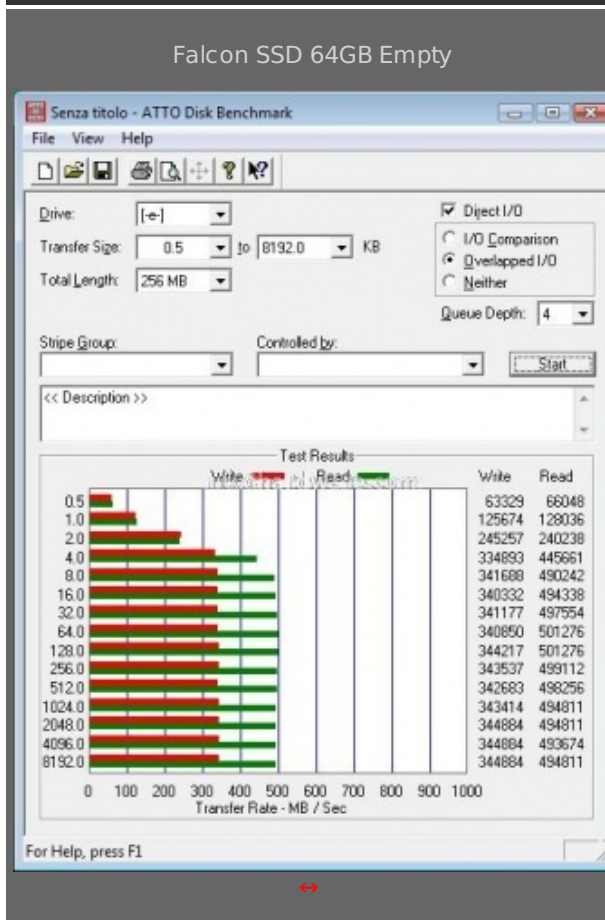 Falcon SSD 64GB Empty
Senza titolo - ATTO Disk Benchmark
File View Help
Drive: [-e-]
Direct I/O
Transfer Size: 0.5 to 8192.0 KB
I/O Comparison
Overlapped I/O
Total Length: 256 MB
Neither
Queue Depth: 4
Stripe Group: Controlled by:
Start
<< Description >>
Test Results
Write Read Write Read
0.5 63329 66048
1.0 125674 128036
2.0 245257 240238
4.0 334893 445661
8.0 341688 490242
16.0 340332 494338
32.0 341177 497554
64.0 340850 501276
128.0 344217 501276
256.0 343537 499112
512.0 342683 498256
1024.0 343414 494811
2048.0 344884 494811
4096.0 344884 493674
8192.0 344884 494811
0 100 200 300 400 500 600 700 800 900 1000
Transfer Rate - MB / Sec
For Help, press F1